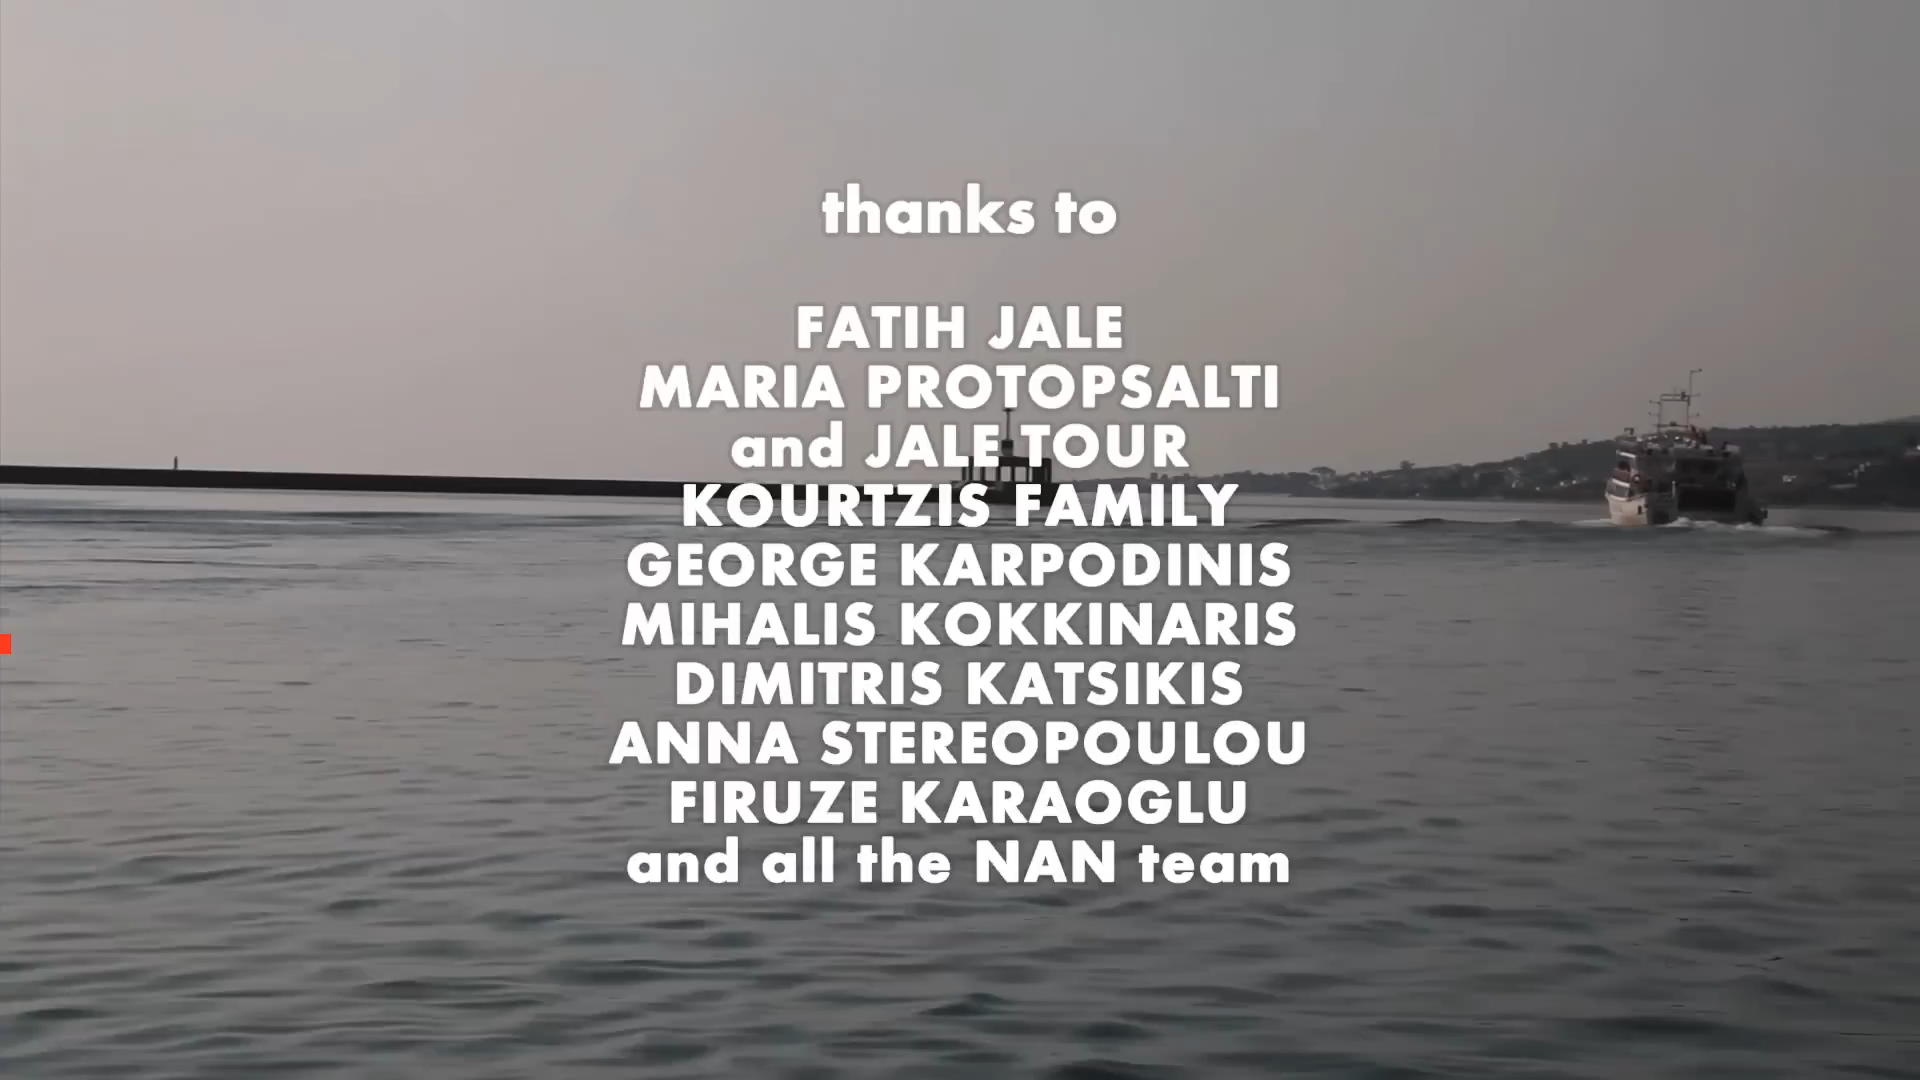 thanks to
FATIH JALE
MARIA PROTOPSALTI
and JALE TOUR
KOURTZIS FAMILY
GEORGE KARPODINIS
MIHALIS KOKKINARIS
DIMITRIS KATSIKIS
ANNA STEREOPOULOU
FIRUZE KARAOGLU
and all the NAN team